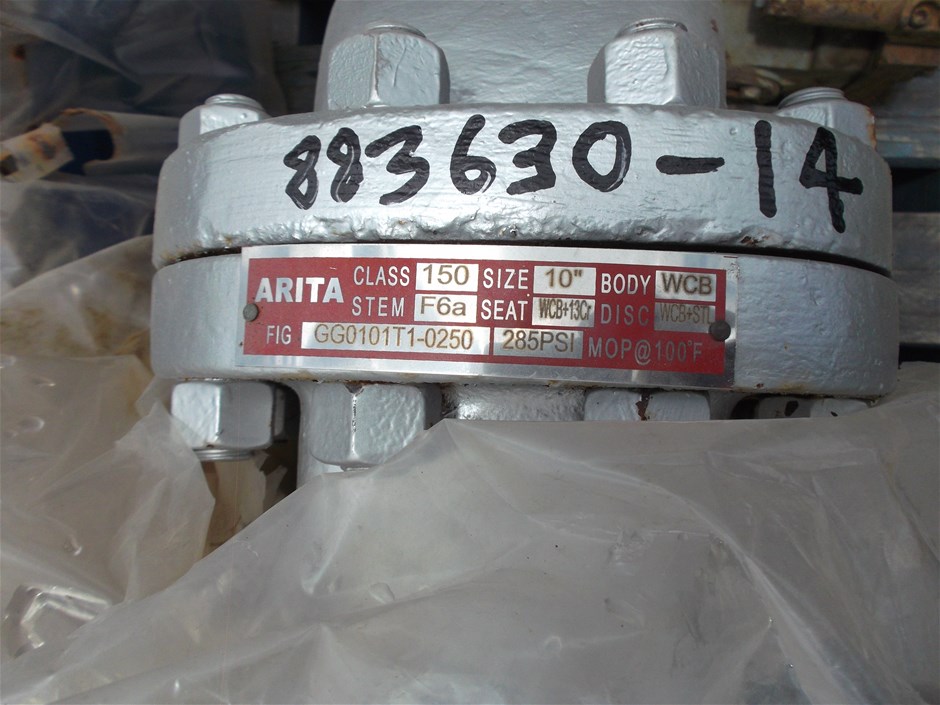 883630-14
ARITA CLASS 150 SIZE 10" BODY WCB
STEM F6a SEAT WCB+13Cr DISC WCB+STL
FIG GG0101T1-0250 285PSI MOP@100°F